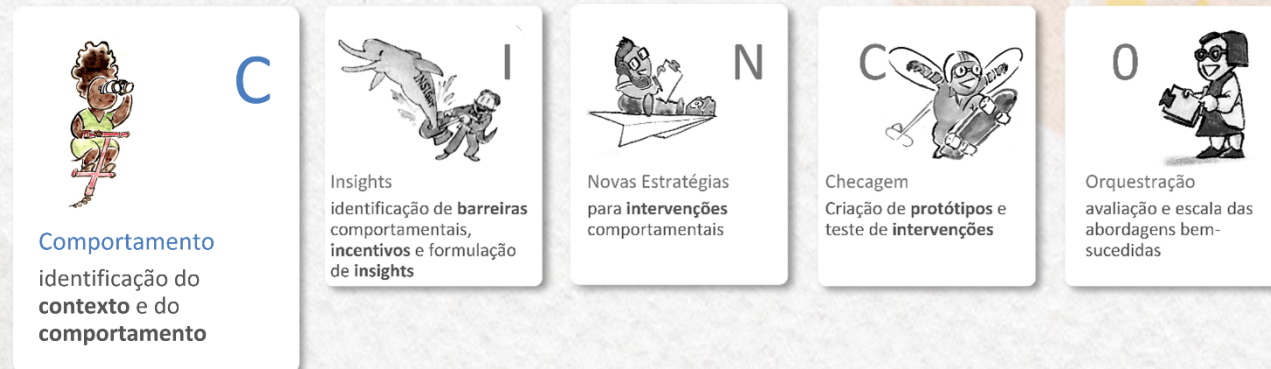 C
Comportamento
identificação do
contexto e do
comportamento
I
INSIGHT
Insights
identificação de barreiras
comportamentais,
incentivos e formulação
de insights
N
Novas Estratégias
para intervenções
comportamentais
C
Checagem
Criação de protótipos e
teste de intervenções
O
Orquestração
avaliação e escala das
abordagens bem-
sucedidas